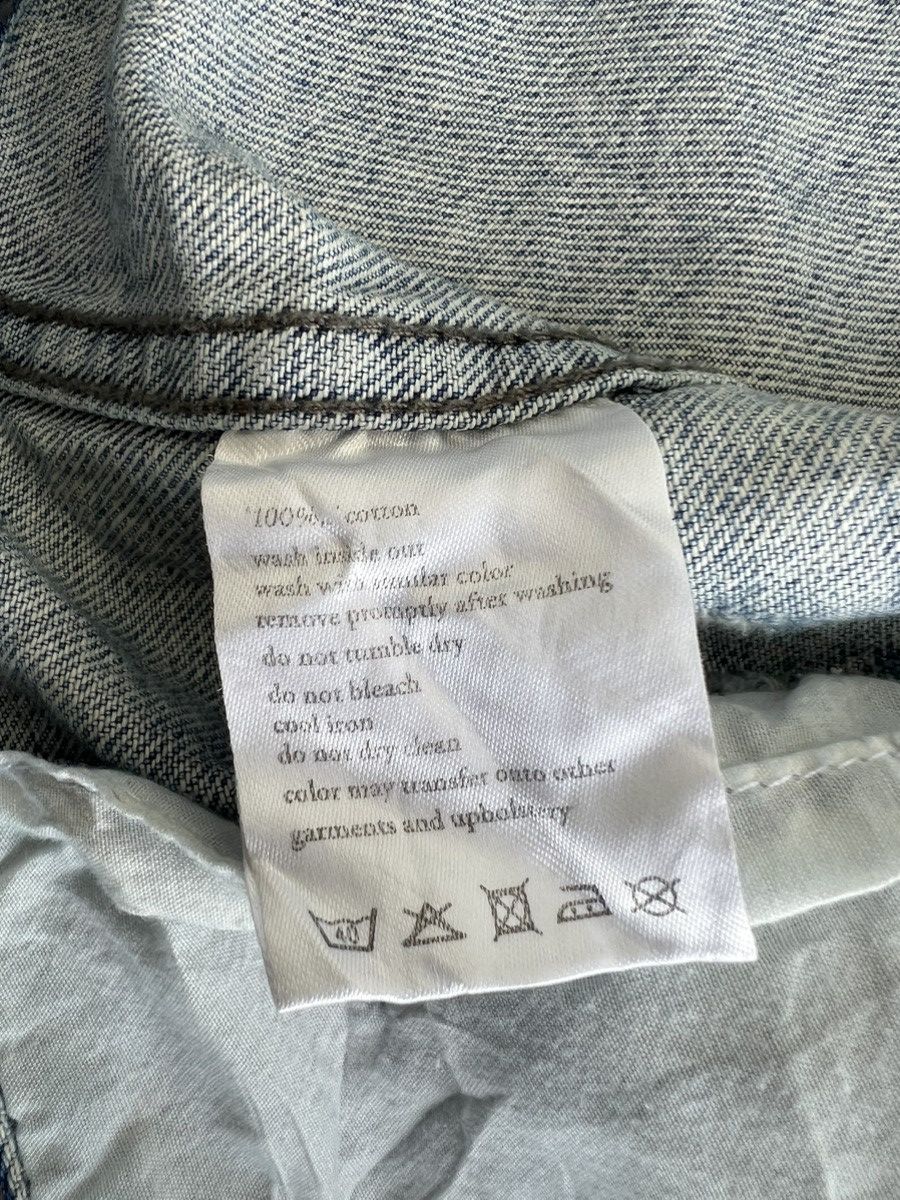 100% cotton
wash inside out
wash with similar color
remove promptly after washing
do not tumble dry
do not bleach
cool iron
do not dry clean
color may transfer onto other
garments and upholstery
40